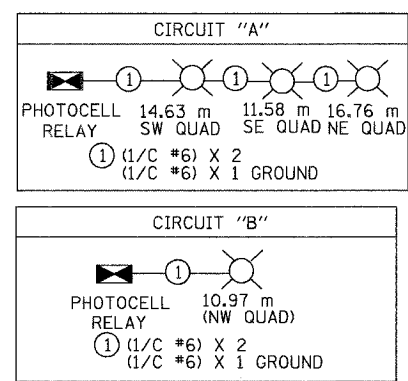 CIRCUIT "A"
1 1 1
PHOTOCELL RELAY
14.63 m SW QUAD
11.58 m SE QUAD
16.76 m NE QUAD
1 (1/C #6) X 2
(1/C #6) X 1 GROUND
CIRCUIT "B"
1
PHOTOCELL RELAY
10.97 m (NW QUAD)
1 (1/C #6) X 2
(1/C #6) X 1 GROUND